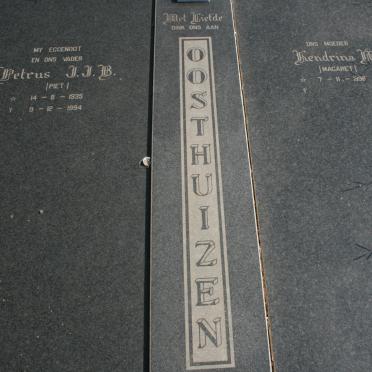 Met Liefde
DINK ONS AAN
OOSTHUIZEN
MY EGGENOOT
EN ONS VADER
Petrus J.J.B.
(PIET)
☆ 14 - 8 - 1935
✝ 9 - 12 - 1994
ONS MOEDER
Hendrina
(MAGARET)
☆ 7 - 11 -
✝